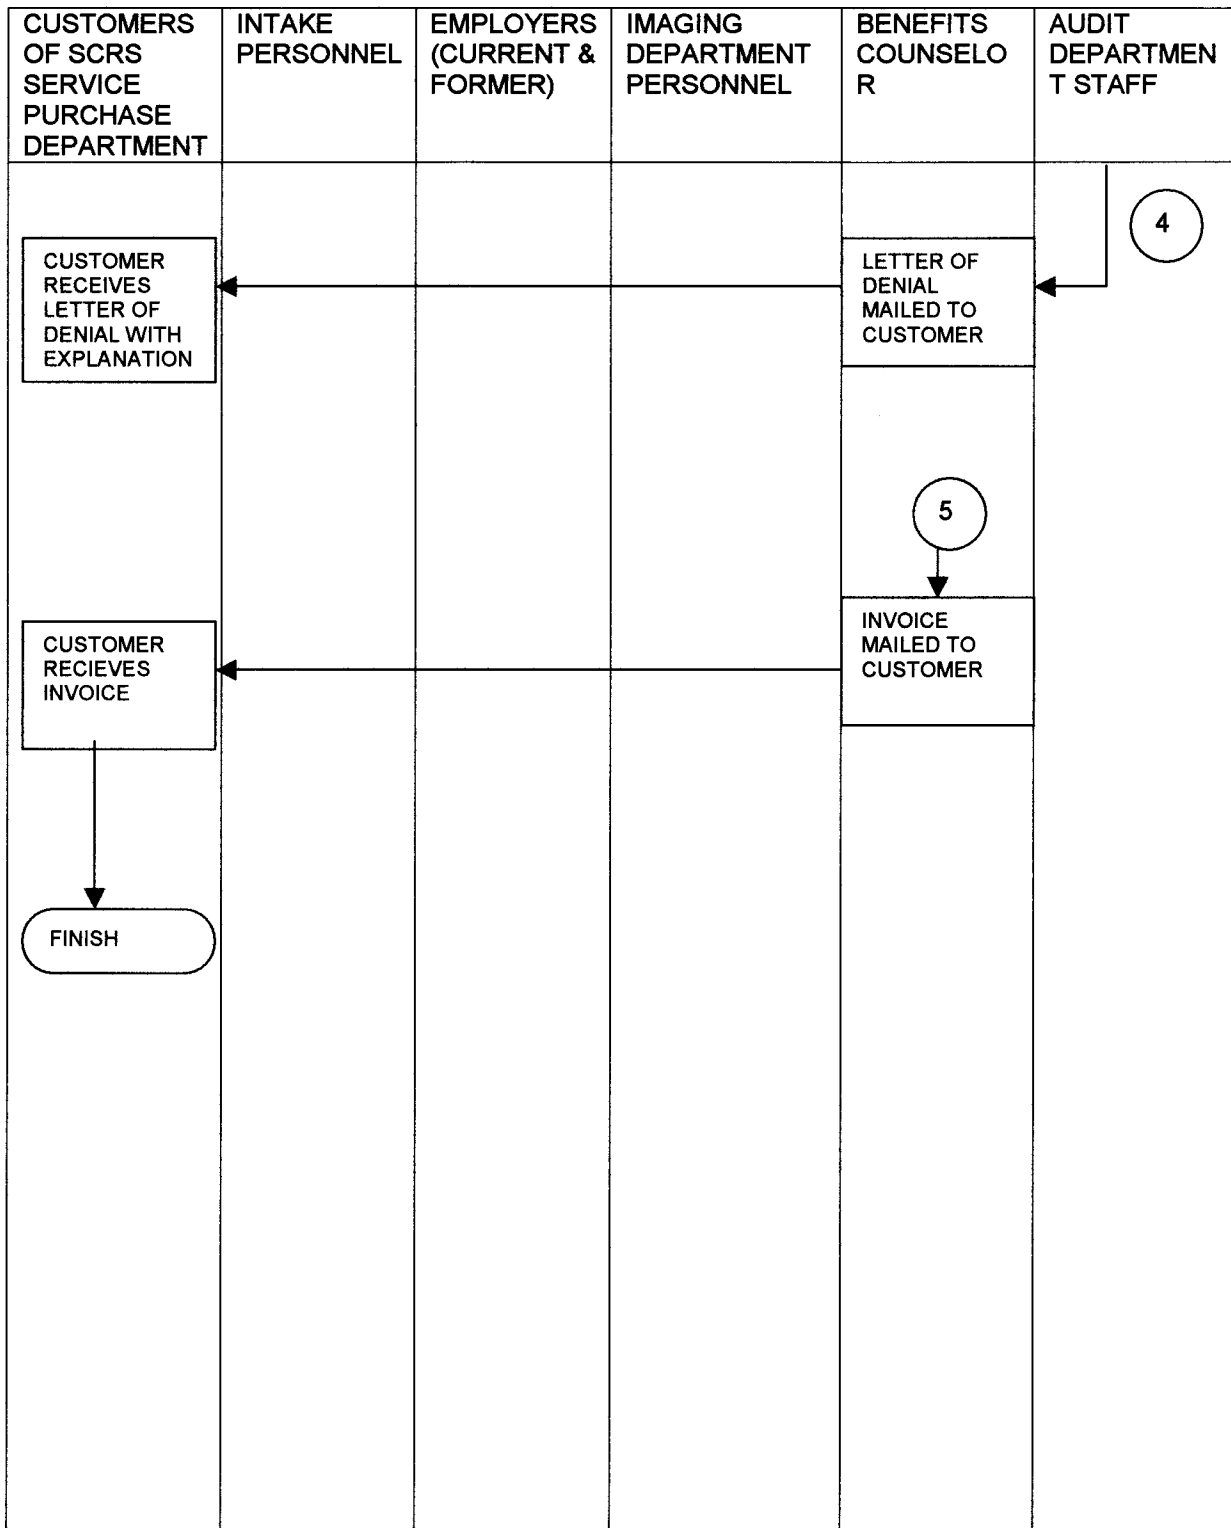 CUSTOMERS
OF SCRS
SERVICE
PURCHASE
DEPARTMENT
INTAKE
PERSONNEL
EMPLOYERS
(CURRENT &
FORMER)
IMAGING
DEPARTMENT
PERSONNEL
BENEFITS
COUNSELO
R
AUDIT
DEPARTMEN
T STAFF
4
CUSTOMER
RECEIVES
LETTER OF
DENIAL WITH
EXPLANATION
LETTER OF
DENIAL
MAILED TO
CUSTOMER
5
CUSTOMER
RECIEVES
INVOICE
INVOICE
MAILED TO
CUSTOMER
FINISH